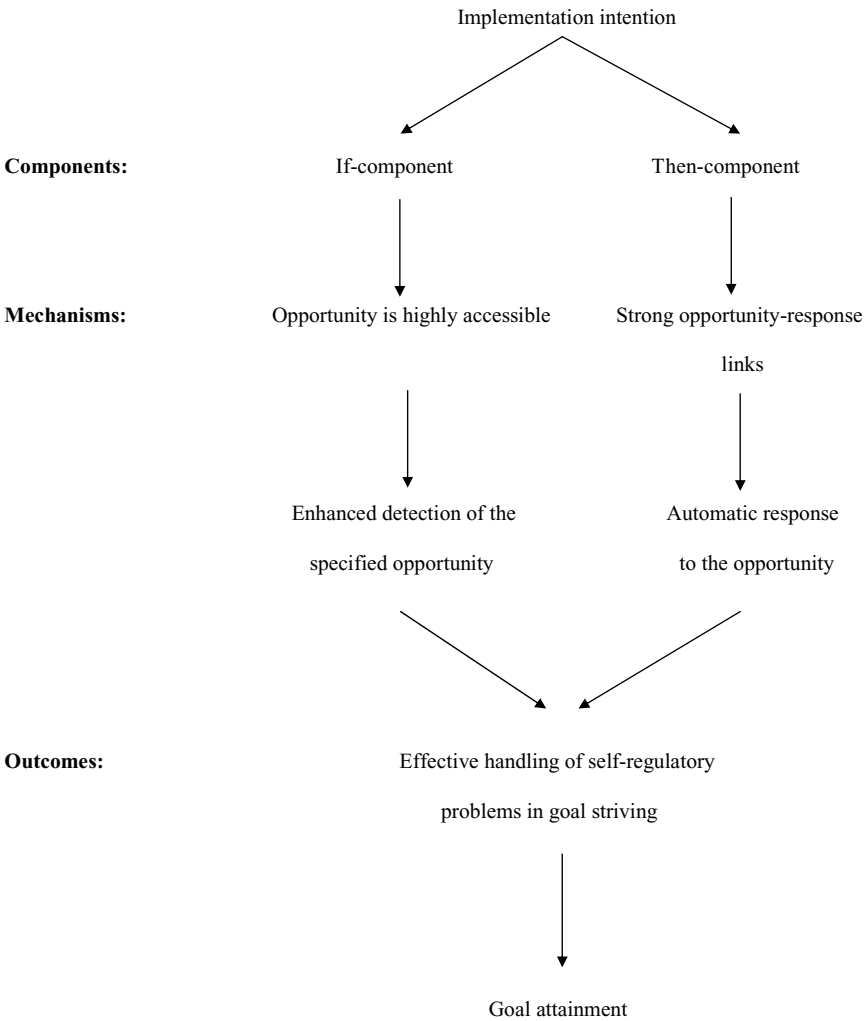 Implementation intention
Components:
If-component
Then-component
Mechanisms:
Opportunity is highly accessible
Strong opportunity-response
links
Enhanced detection of the
specified opportunity
Automatic response
to the opportunity
Outcomes:
Effective handling of self-regulatory
problems in goal striving
Goal attainment